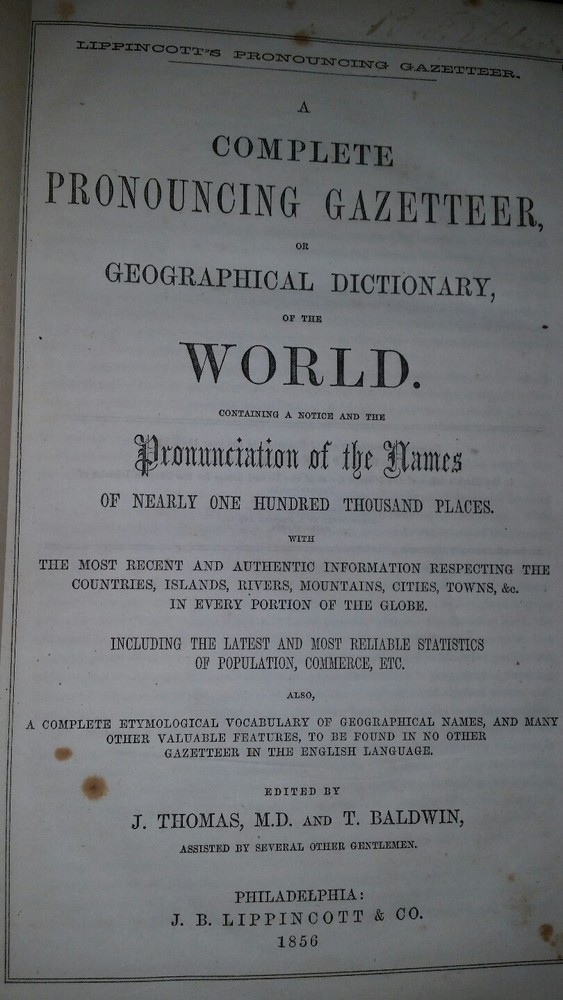 LIPPINCOTT'S PRONOUNCING GAZETTEER.
A
COMPLETE
PRONOUNCING GAZETTEER,
OR
GEOGRAPHICAL DICTIONARY,
OF THE
WORLD.
CONTAINING A NOTICE AND THE
Pronunciation of the Names
OF NEARLY ONE HUNDRED THOUSAND PLACES.
WITH
THE MOST RECENT AND AUTHENTIC INFORMATION RESPECTING THE
COUNTRIES, ISLANDS, RIVERS, MOUNTAINS, CITIES, TOWNS, &c.
IN EVERY PORTION OF THE GLOBE.
INCLUDING THE LATEST AND MOST RELIABLE STATISTICS
OF POPULATION, COMMERCE, ETC.
ALSO,
A COMPLETE ETYMOLOGICAL VOCABULARY OF GEOGRAPHICAL NAMES, AND MANY
OTHER VALUABLE FEATURES, TO BE FOUND IN NO OTHER
GAZETTEER IN THE ENGLISH LANGUAGE.
EDITED BY
J. THOMAS, M.D. AND T. BALDWIN,
ASSISTED BY SEVERAL OTHER GENTLEMEN.
PHILADELPHIA:
J. B. LIPPINCOTT & CO.
1856